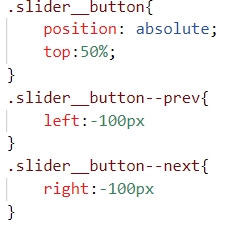 .slider__button{
    position: absolute;
    top:50%;
}
.slider__button--prev{
    left:-100px
}
.slider__button--next{
    right:-100px
}